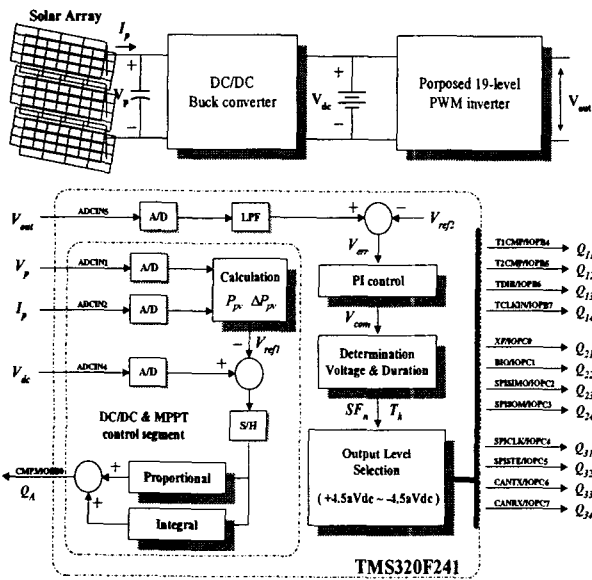 Solar Array
I_p
+
V_p
−
DC/DC
Buck converter
+
V_dc
−
Porposed 19-level
PWM inverter
V_out
V_out
ADCIN5
A/D
LPF
+
−
V_ref2
V_err
V_p
ADCIN1
A/D
Calculation
P_pv ΔP_pv
I_p
ADCIN2
A/D
−
V_ref1
V_dc
ADCIN4
A/D
+
DC/DC & MPPT
control segment
S/H
CMP3/IOPB0
Q_A
+
Proportional
+
Integral
PI control
V_com
Determination
Voltage & Duration
SF_n
T_k
Output Level
Selection
( +4.5aVdc ~ −4.5aVdc )
TMS320F241
T1CMP/IOPB4
Q_11
T2CMP/IOPB5
Q_12
TDIR/IOPB6
Q_13
TCLKIN/IOPB7
Q_14
XF/IOPC0
Q_21
BIO/IOPC1
Q_22
SPISIMO/IOPC2
Q_23
SPISOMI/IOPC3
Q_24
SPICLK/IOPC4
Q_31
SPISTE/IOPC5
Q_32
CANTX/IOPC6
Q_33
CANRX/IOPC7
Q_34